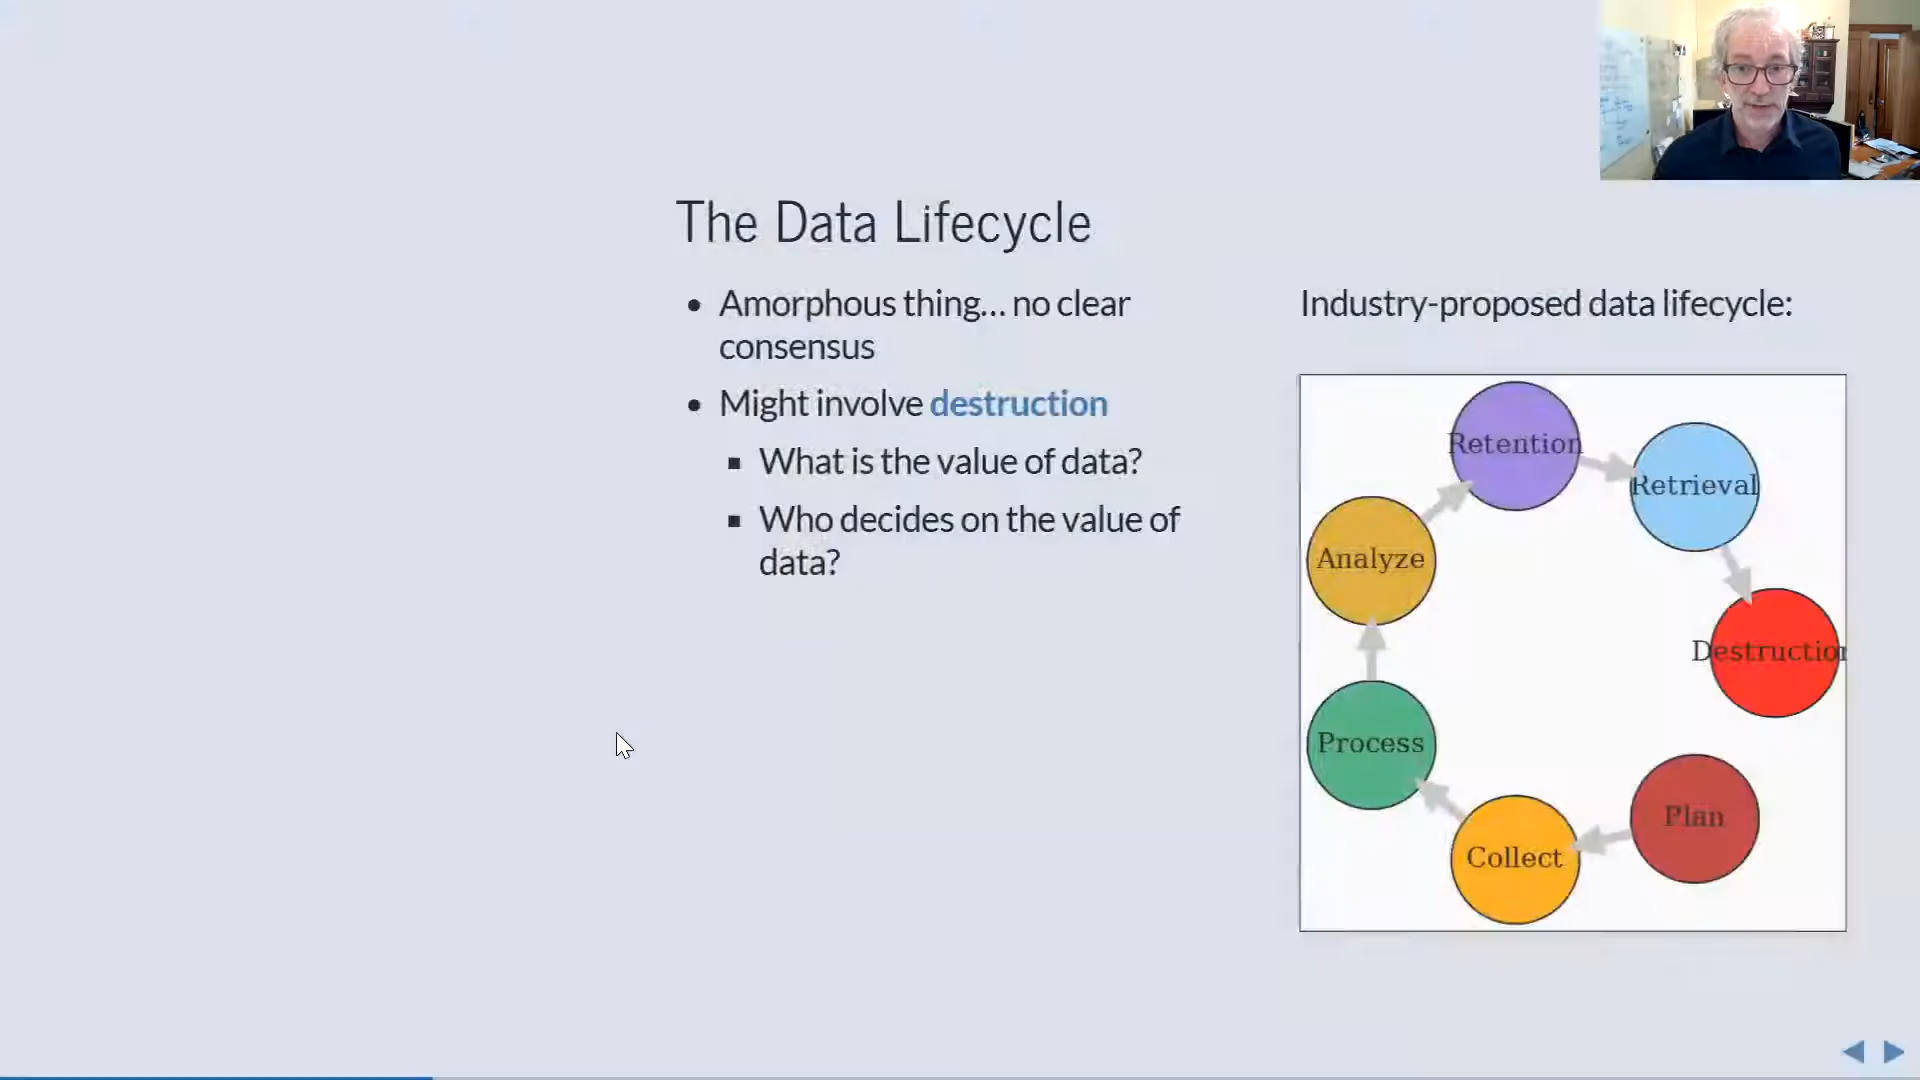 The Data Lifecycle
Amorphous thing... no clear
consensus
Might involve destruction
What is the value of data?
Who decides on the value of
data?
Industry-proposed data lifecycle:
Retention
Retrieval
Analyze
Destruction
Process
Plan
Collect